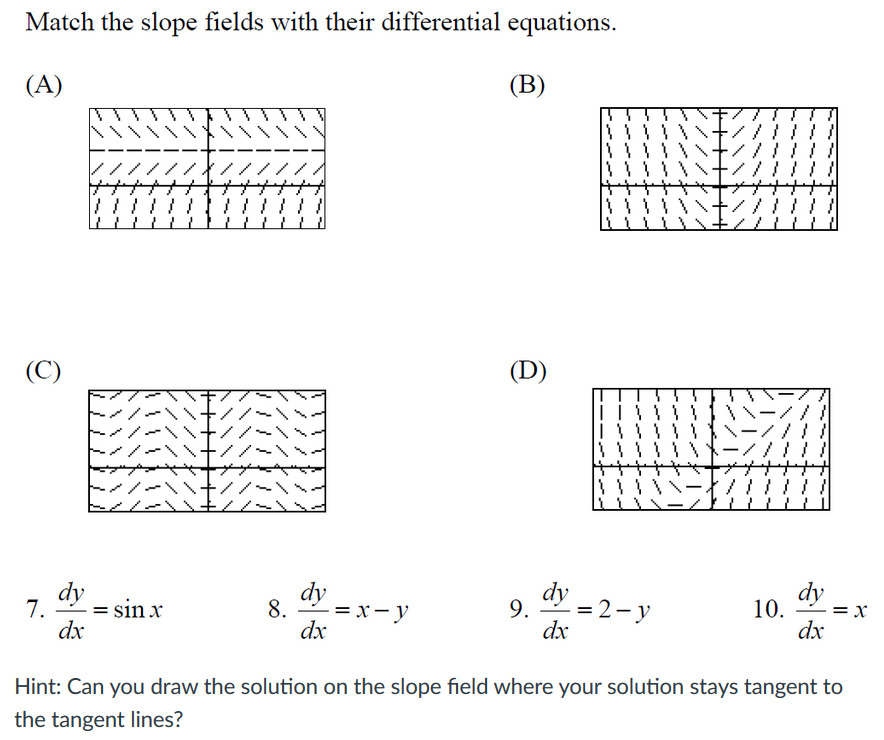 Match the slope fields with their differential equations.
(A) (B)
(C) (D)
7. dy/dx = sin x 8. dy/dx = x − y 9. dy/dx = 2 − y 10. dy/dx = x
Hint: Can you draw the solution on the slope field where your solution stays tangent to
the tangent lines?